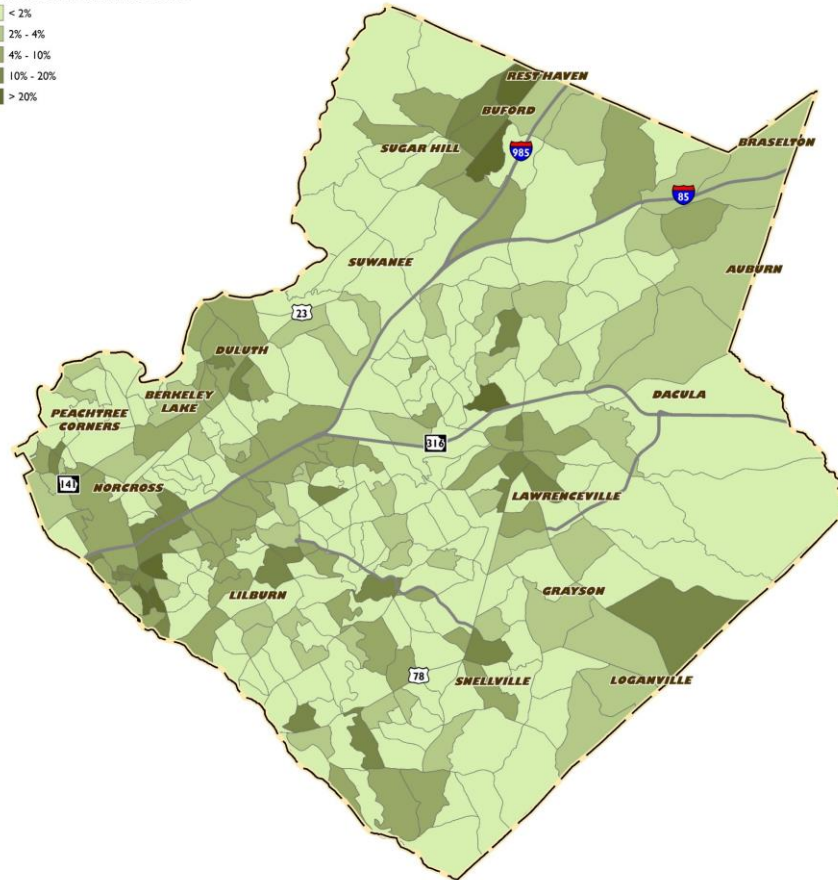 < 2%
2% - 4%
4% - 10%
10% - 20%
> 20%
REST HAVEN
BUFORD
SUGAR HILL
985
BRASELTON
85
SUWANEE
AUBURN
23
DULUTH
BERKELEY
LAKE
DACULA
PEACHTREE
CORNERS
316
141
NORCROSS
LAWRENCEVILLE
LILBURN
GRAYSON
78
SNELLVILLE
LOGANVILLE